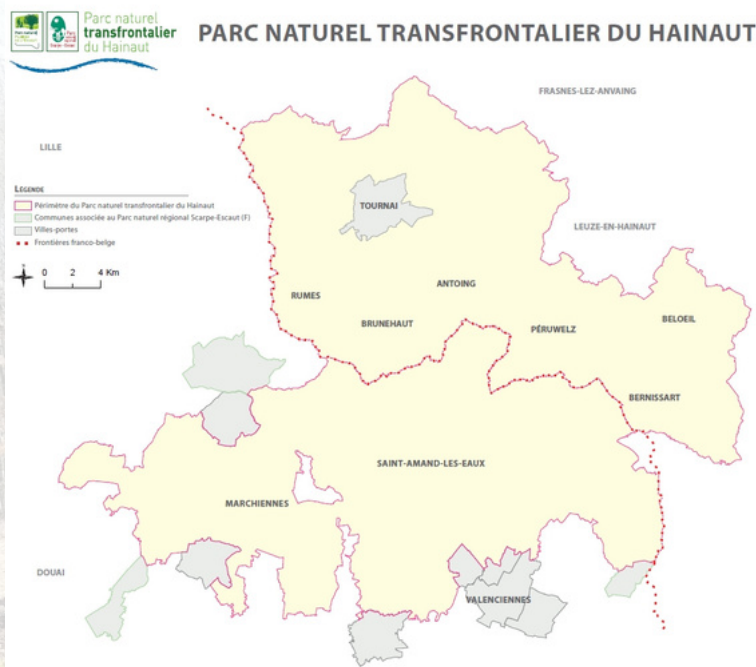 Parc naturel
transfrontalier
du Hainaut
PARC NATUREL TRANSFRONTALIER DU HAINAUT
FRASNES-LEZ-ANVAING
LILLE
LÉGENDE
Périmètre du Parc naturel transfrontalier du Hainaut
Communes associée au Parc naturel régional Scarpe-Escaut (F)
Villes-portes
Frontières franco-belge
0 2 4 Km
TOURNAI
LEUZE-EN-HAINAUT
ANTOING
RUMES
BRUNEHAUT
PÉRUWELZ
BELOEIL
BERNISSART
SAINT-AMAND-LES-EAUX
MARCHIENNES
DOUAI
VALENCIENNES